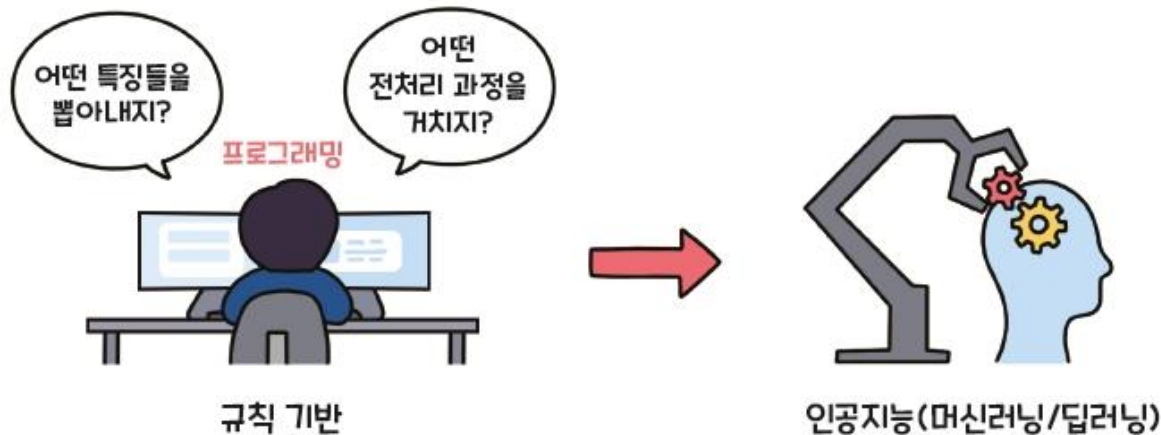 어떤 특징들을
뽑아내지?
어떤
전처리 과정을
거치지?
프로그래밍
규칙 기반
인공지능(머신러닝/딥러닝)